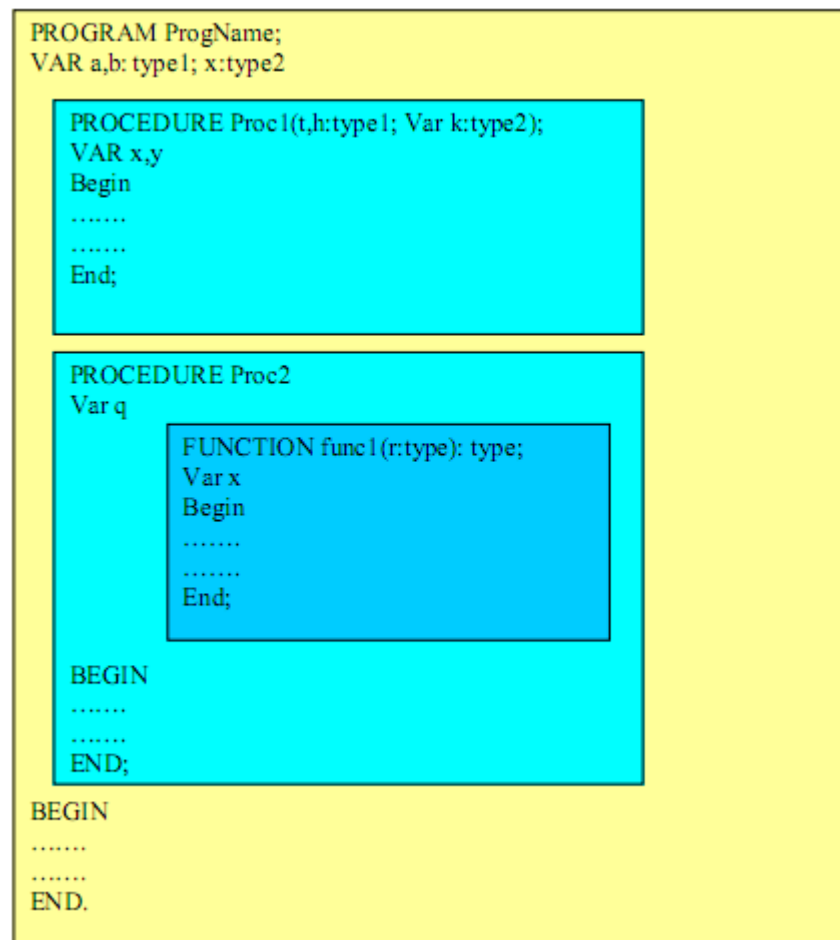 PROGRAM ProgName;
VAR a,b: type1; x:type2
PROCEDURE Proc1(t,h:type1; Var k:type2);
VAR x,y
Begin
…….
…….
End;
PROCEDURE Proc2
Var q
FUNCTION func1(r:type): type;
Var x
Begin
…….
…….
End;
BEGIN
…….
…….
END;
BEGIN
…….
…….
END.